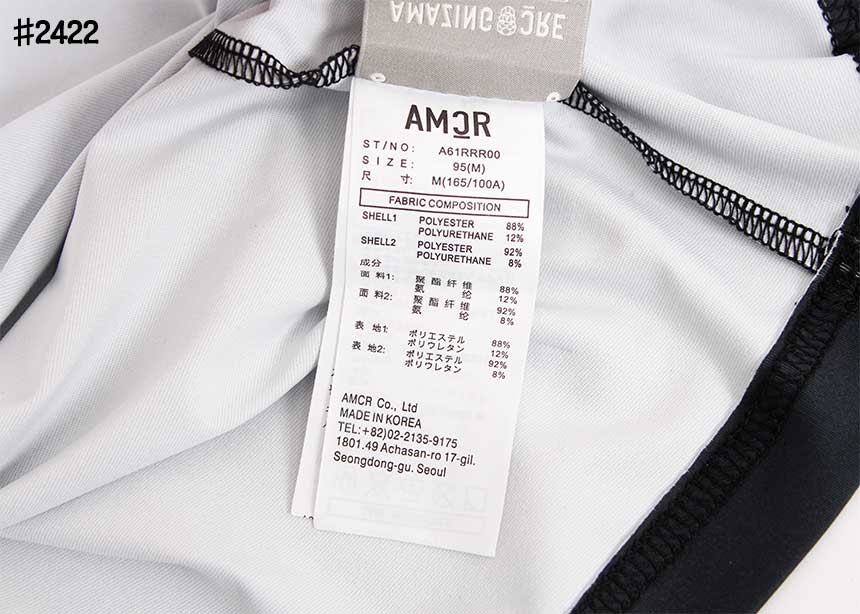 #2422
AMAZING CRE
AMCR
ST/NO: A61RRR00
SIZE: 95(M)
尺 寸: M(165/100A)
FABRIC COMPOSITION
SHELL1 POLYESTER 88%
POLYURETHANE 12%
SHELL2 POLYESTER 92%
POLYURETHANE 8%
成分
面 料1: 聚 酯 纤 维 88%
氨 纶 12%
面 料2: 聚 酯 纤 维 92%
氨 纶 8%
表 地1: ポリエステル 88%
ポリウレタン 12%
表 地2: ポリエステル 92%
ポリウレタン 8%
AMCR Co., Ltd
MADE IN KOREA
TEL:+82)02-2135-9175
1801.49 Achasan-ro 17-gil.
Seongdong-gu. Seoul